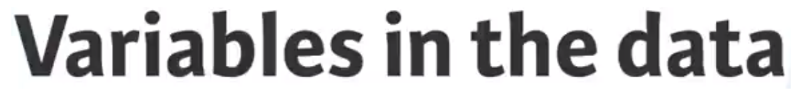 Variables in the data